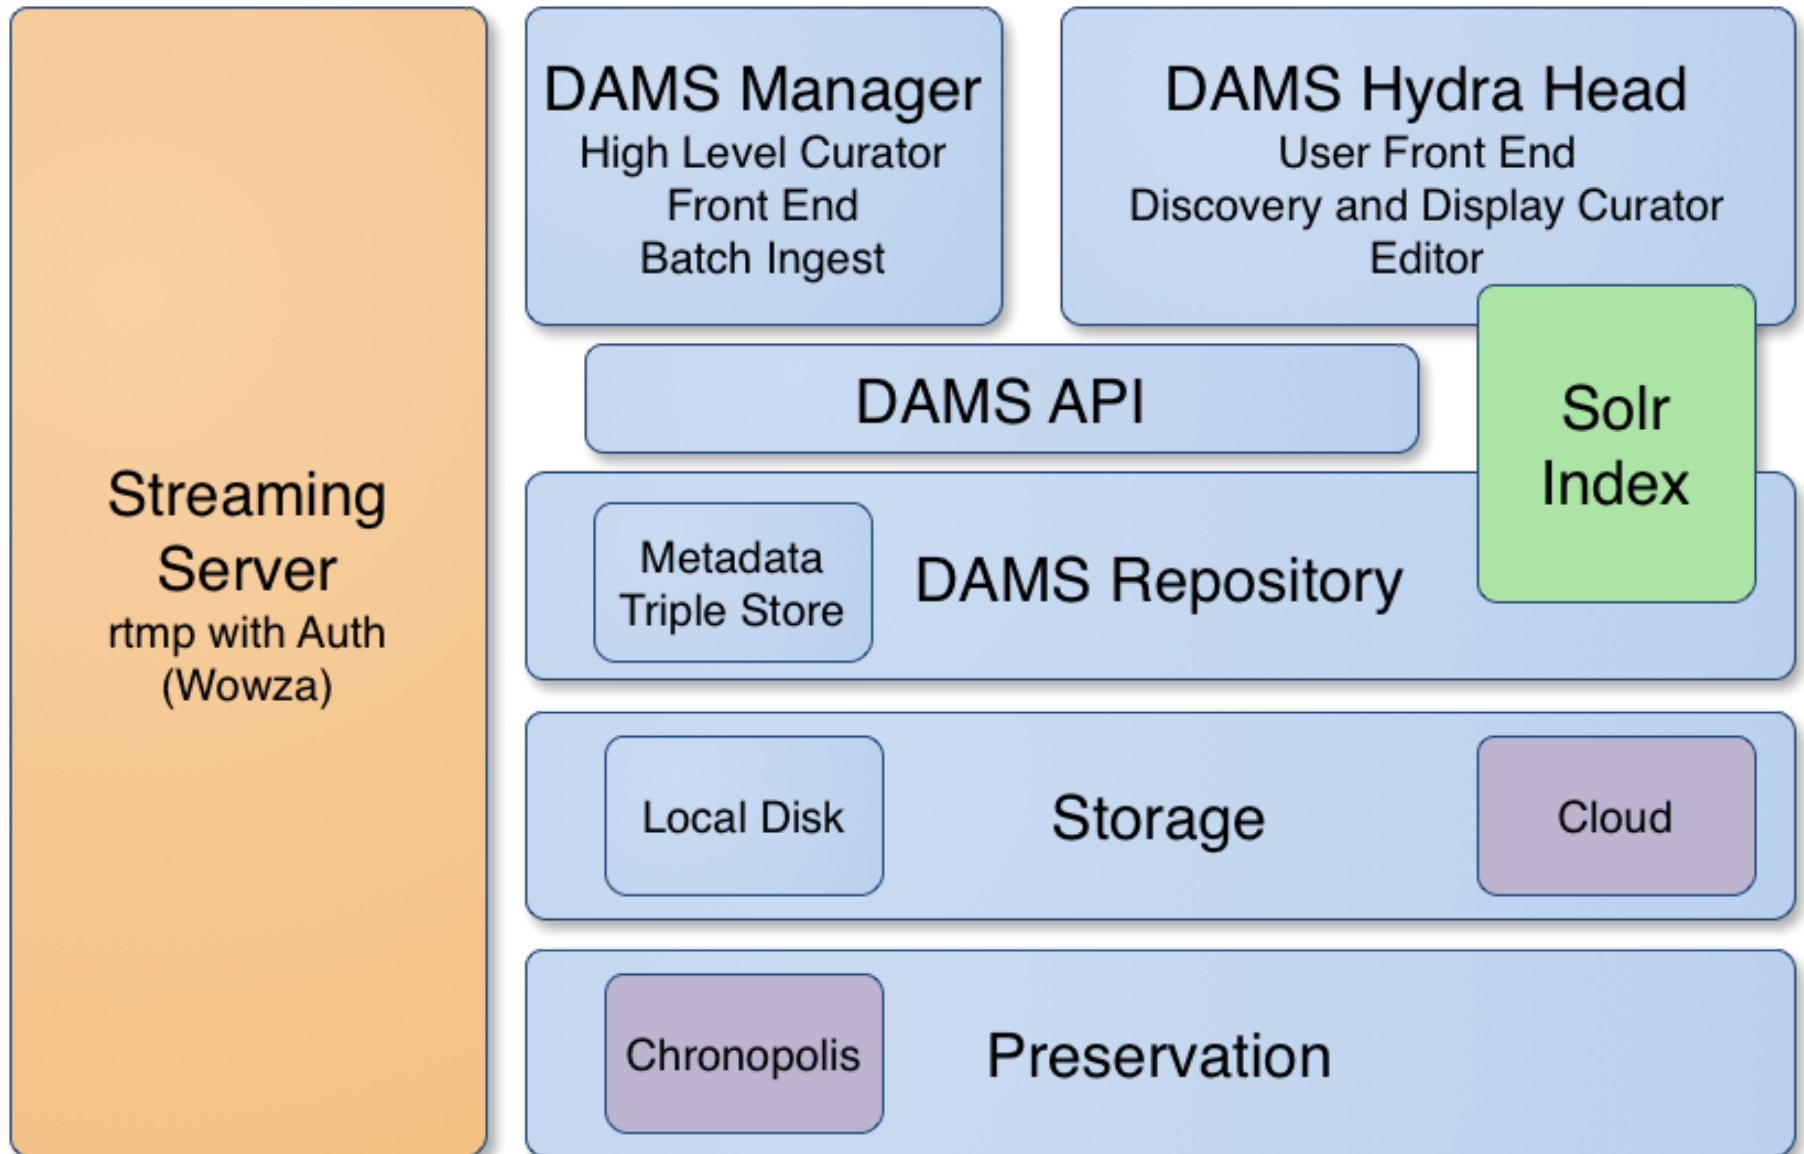 Streaming
Server
rtmp with Auth
(Wowza)
DAMS Manager
High Level Curator
Front End
Batch Ingest
DAMS Hydra Head
User Front End
Discovery and Display Curator
Editor
DAMS API
Solr
Index
Metadata
Triple Store
DAMS Repository
Local Disk
Storage
Cloud
Chronopolis
Preservation